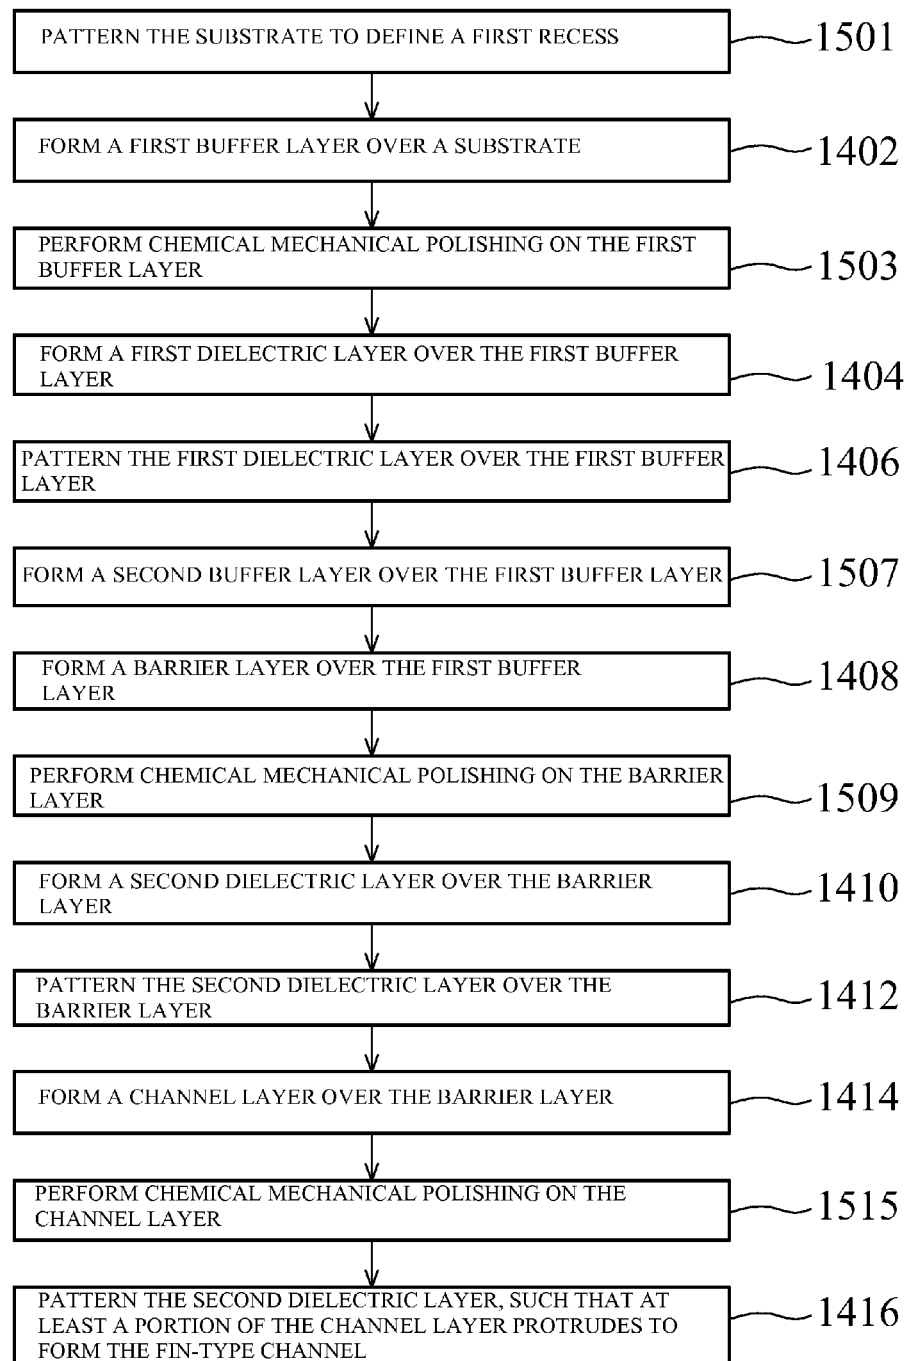 PATTERN THE SUBSTRATE TO DEFINE A FIRST RECESS
1501
FORM A FIRST BUFFER LAYER OVER A SUBSTRATE
1402
PERFORM CHEMICAL MECHANICAL POLISHING ON THE FIRST
BUFFER LAYER
1503
FORM A FIRST DIELECTRIC LAYER OVER THE FIRST BUFFER
LAYER
1404
PATTERN THE FIRST DIELECTRIC LAYER OVER THE FIRST BUFFER
LAYER
1406
FORM A SECOND BUFFER LAYER OVER THE FIRST BUFFER LAYER
1507
FORM A BARRIER LAYER OVER THE FIRST BUFFER
LAYER
1408
PERFORM CHEMICAL MECHANICAL POLISHING ON THE BARRIER
LAYER
1509
FORM A SECOND DIELECTRIC LAYER OVER THE BARRIER
LAYER
1410
PATTERN THE SECOND DIELECTRIC LAYER OVER THE
BARRIER LAYER
1412
FORM A CHANNEL LAYER OVER THE BARRIER LAYER
1414
PERFORM CHEMICAL MECHANICAL POLISHING ON THE
CHANNEL LAYER
1515
PATTERN THE SECOND DIELECTRIC LAYER, SUCH THAT AT
LEAST A PORTION OF THE CHANNEL LAYER PROTRUDES TO
FORM THE FIN-TYPE CHANNEL
1416